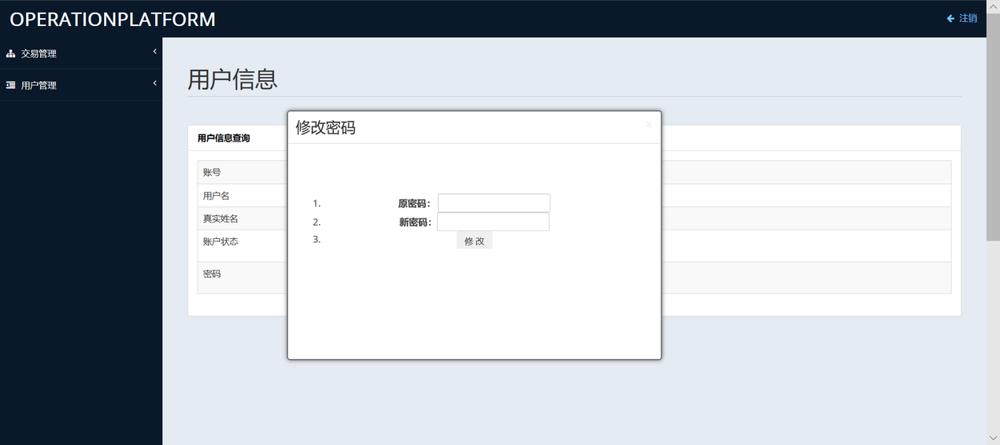 OPERATIONPLATFORM
注销
交易管理
用户管理
用户信息
修改密码
×
用户信息查询
账号
用户名
真实姓名
账户状态
密码
1. 原密码：
2. 新密码：
3. 修 改